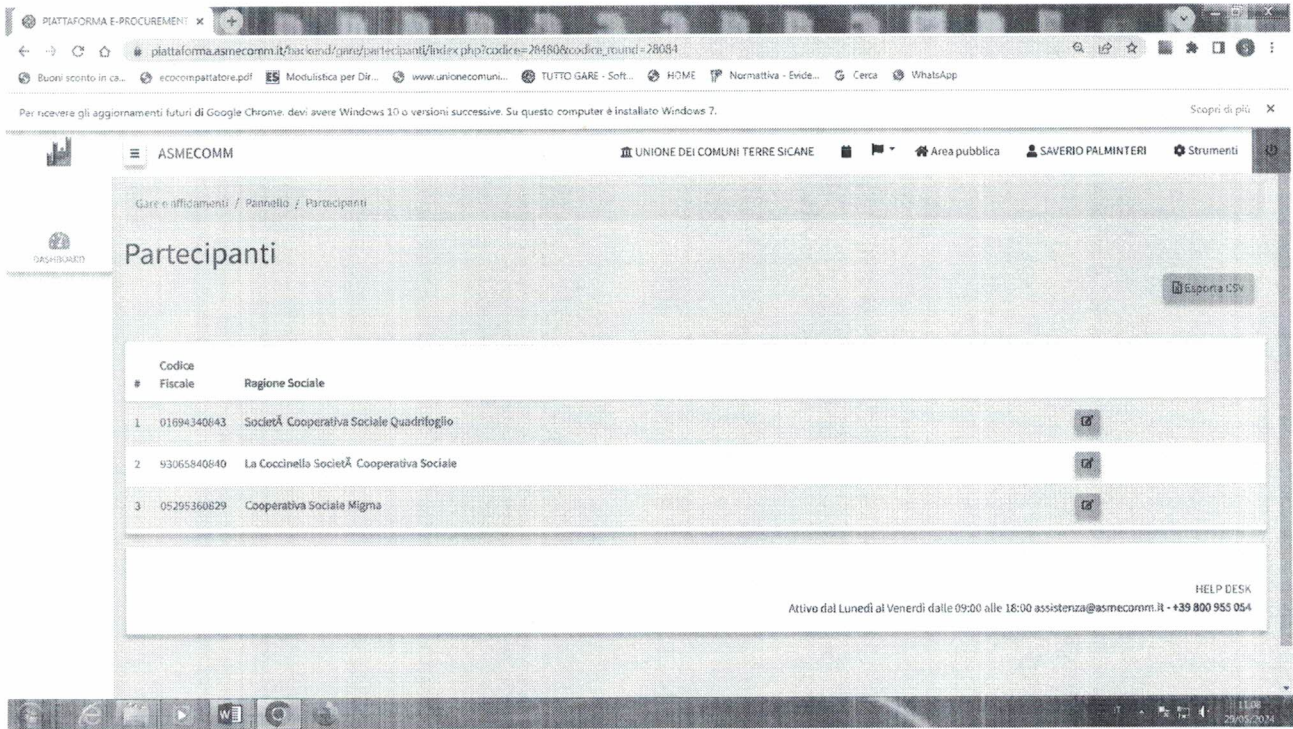 PIATTAFORMA E-PROCUREMENT
plattaforma.asmecomm.it/backend/gare/partecipanti/index.php?codice=28480&codice_round=28084
Buoni sconto in ca... ecocompattatore.pdf ES Modulistica per Dir... www.unionecomuni... TUTTO GARE - Soft... HOME Normattiva - Evide... Cerca WhatsApp
Per ricevere gli aggiornamenti futuri di Google Chrome, devi avere Windows 10 o versioni successive. Su questo computer è installato Windows 7. Scopri di più
ASMECOMM UNIONE DEI COMUNI TERRE SICANE Area pubblica SAVERIO PALMINTERI Strumenti
Gare e affidamenti / Pannello / Partecipanti
DASHBOARD
Partecipanti
Esporta CSV
# Codice Fiscale Ragione Sociale
1 01694340843 SocietÃ Cooperativa Sociale Quadrifoglio
2 93065840840 La Coccinella SocietÃ Cooperativa Sociale
3 05295360829 Cooperativa Sociale Migma
HELP DESK
Attivo dal Lunedì al Venerdì dalle 09:00 alle 18:00 assistenza@asmecomm.it - +39 800 955 054
IT
11:08
29/05/2024